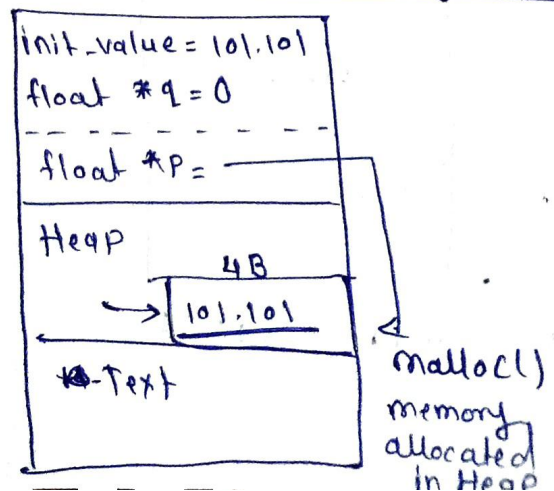 init_value = 101.101
float *q = 0
float *p =
Heap
4B
101.101
-Text
malloc()
memory
allocated
in Heap